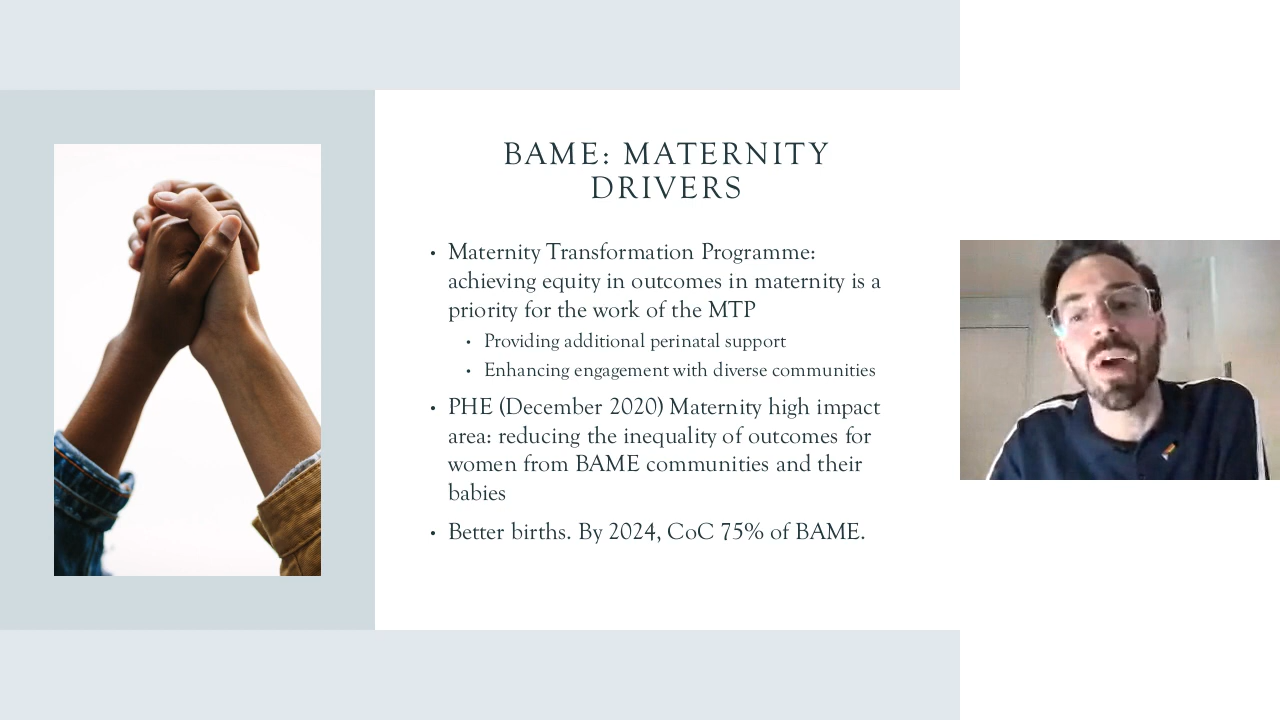 BAME: MATERNITY
DRIVERS
• Maternity Transformation Programme:
achieving equity in outcomes in maternity is a
priority for the work of the MTP
• Providing additional perinatal support
• Enhancing engagement with diverse communities
• PHE (December 2020) Maternity high impact
area: reducing the inequality of outcomes for
women from BAME communities and their
babies
• Better births. By 2024, CoC 75% of BAME.